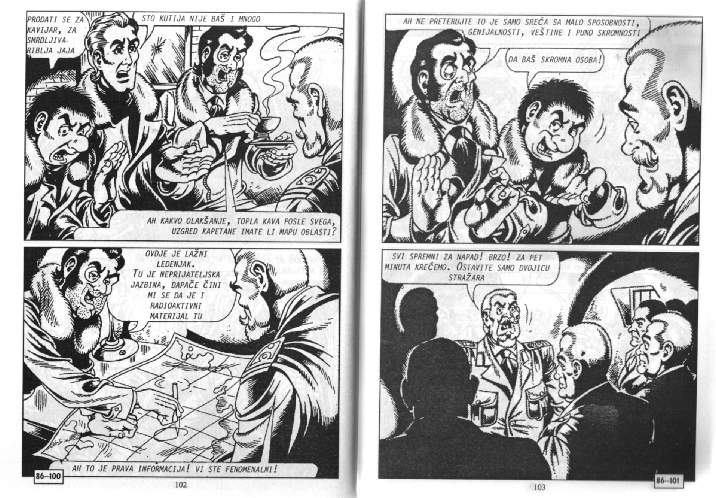 PRODATI SE ZA
KAVIJAR, ZA
SMRDLJIVA
RIBLJA JAJA
STO KUTIJA NIJE BAŠ I MNOGO
AH KAKVO OLAKŠANJE, TOPLA KAVA POSLE SVEGA,
UZGRED KAPETANE IMATE LI MAPU OBLASTI?
OVDJE JE LAŽNI
LEDENJAK.
TU JE NEPRIJATELJSKA
JAZBINA, DAPAČE ČINI
MI SE DA JE I
RADIOAKTIVNI
MATERIJAL TU
AH TO JE PRAVA INFORMACIJA! VI STE FENOMENALNI!
86-100
102
AH NE PRETERUJTE TO JE SAMO SREĆA SA MALO SPOSOBNOSTI,
GENIJALNOSTI, VEŠTINE I PUNO SKROMNOSTI
DA BAŠ SKROMNA OSOBA!
SVI SPREMNI ZA NAPAD! BRZO! ZA PET
MINUTA KREĆEMO. OSTAVITE SAMO DVOJICU
STRAŽARA
103
86-101